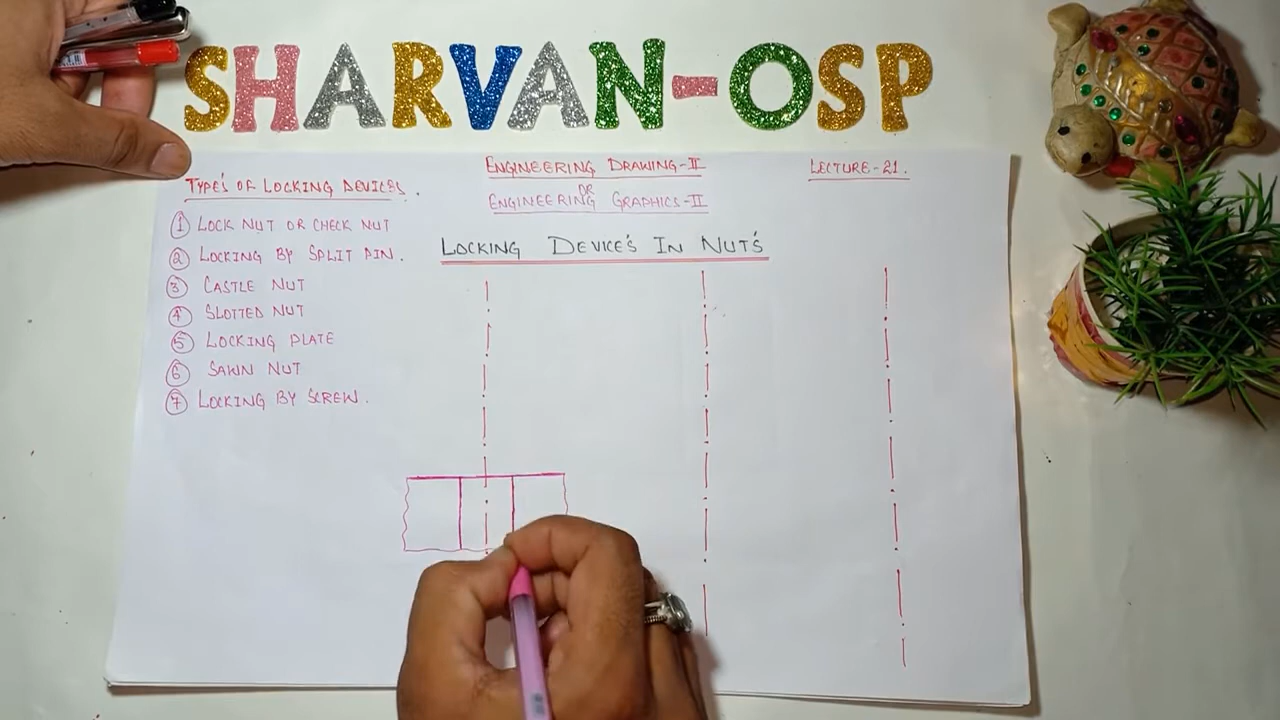 SHARVAN-OSP
ENGINEERING DRAWING-II
OR
ENGINEERING GRAPHICS-II
LECTURE-21.
LOCKING DEVICE'S IN NUT'S
TYPE'S OF LOCKING DEVICES.
1 LOCK NUT OR CHECK NUT
2 LOCKING BY SPLIT PIN.
3 CASTLE NUT
4 SLOTTED NUT
5 LOCKING PLATE
6 SAWN NUT
7 LOCKING BY SCREW.